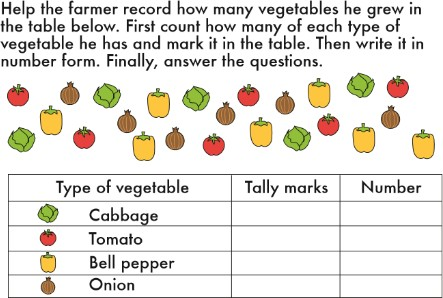 Help the farmer record how many vegetables he grew in
the table below. First count how many of each type of
vegetable he has and mark it in the table. Then write it in
number form. Finally, answer the questions.
Type of vegetable Tally marks Number
Cabbage
Tomato
Bell pepper
Onion